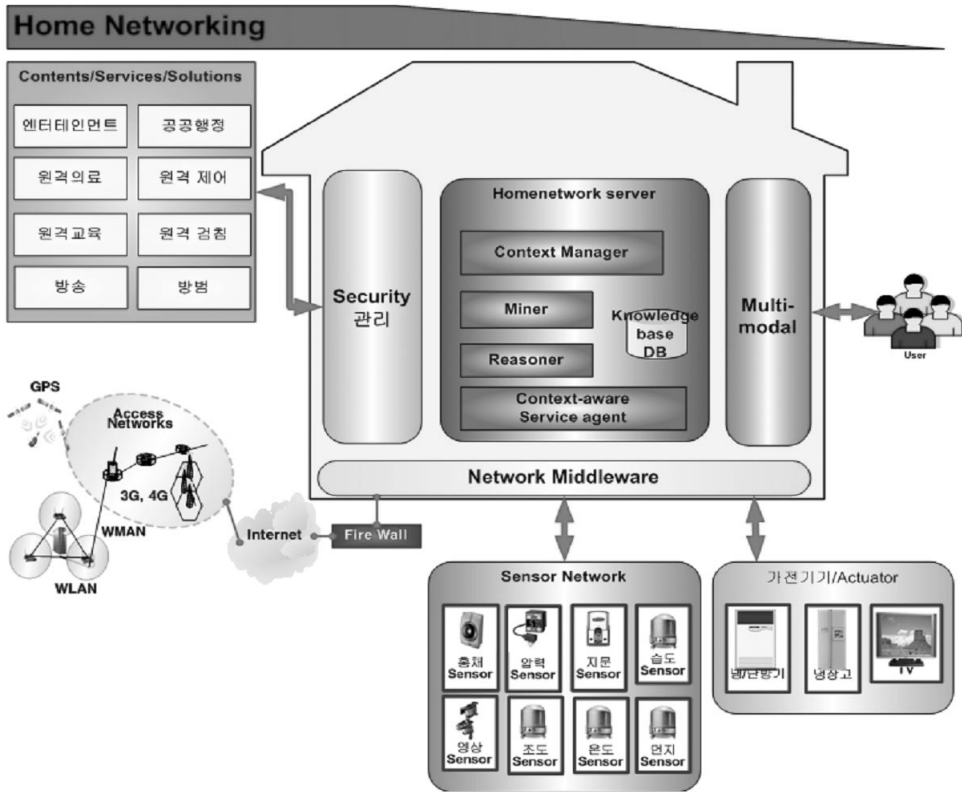 Home Networking
Contents/Services/Solutions
엔터테인먼트
공공행정
원격의료
원격 제어
원격교육
원격 검침
방송
방범
Security
관리
Homenetwork server
Context Manager
Miner
Knowledge
base
DB
Reasoner
Context-aware
Service agent
Multi-
modal
User
Network Middleware
GPS
Access
Networks
3G, 4G
WMAN
WLAN
Internet
Fire Wall
Sensor Network
홍채
Sensor
압력
Sensor
지문
Sensor
습도
Sensor
영상
Sensor
조도
Sensor
온도
Sensor
먼지
Sensor
가전기기/Actuator
냉/난방기
냉장고
TV